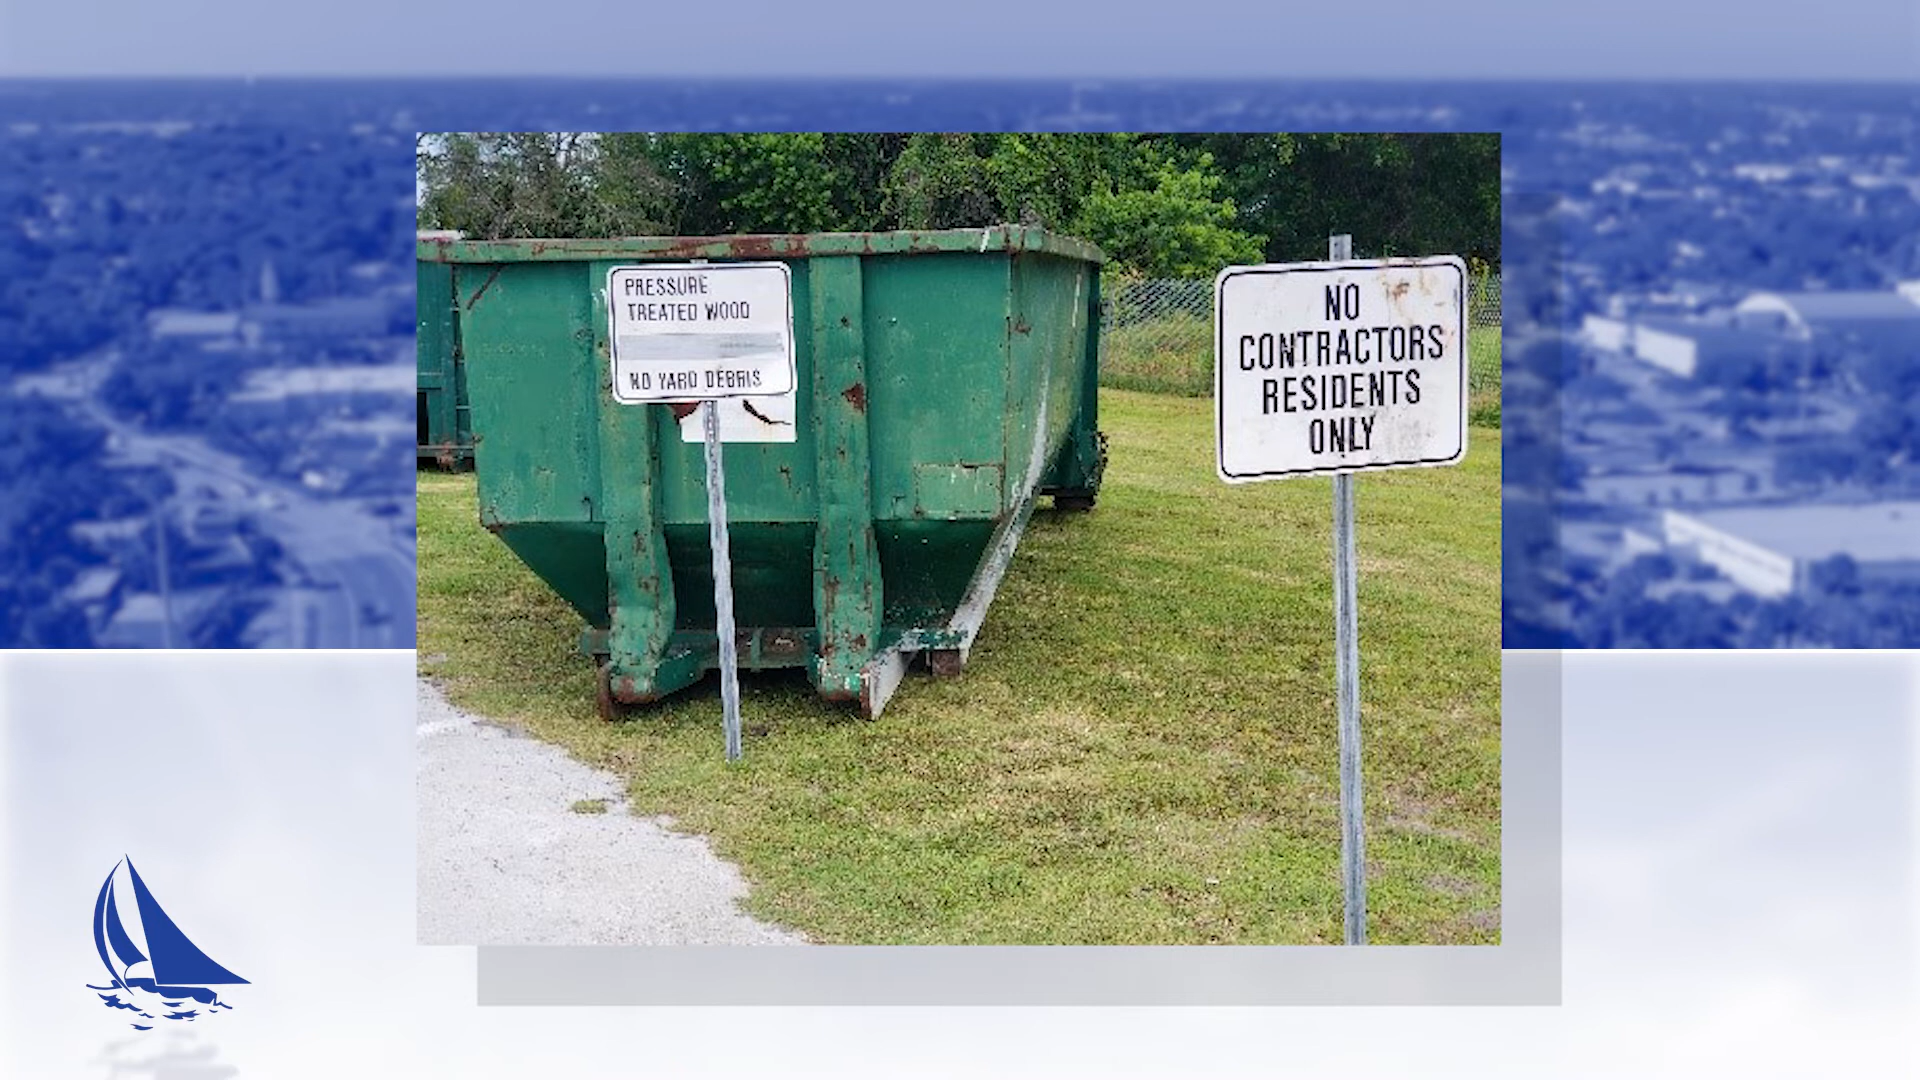 PRESSURE
TREATED WOOD
NO YARD DEBRIS
NO
CONTRACTORS
RESIDENTS
ONLY